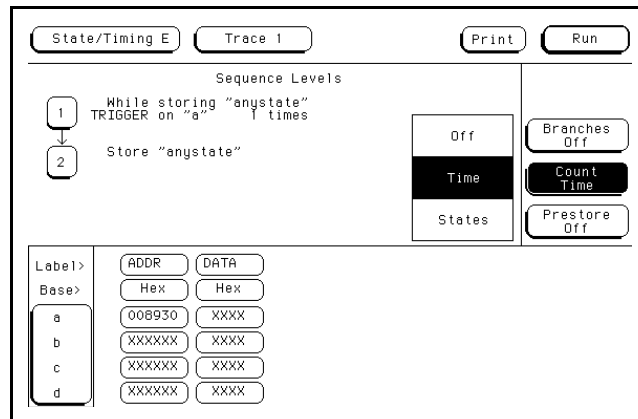 State/Timing E Trace 1 Print Run
Sequence Levels
1 While storing "anystate"
TRIGGER on "a" 1 times
2 Store "anystate"
Off
Time
States
Branches
Off
Count
Time
Prestore
Off
Label> ADDR DATA
Base> Hex Hex
a 008930 XXXX
b XXXXXX XXXX
c XXXXXX XXXX
d XXXXXX XXXX